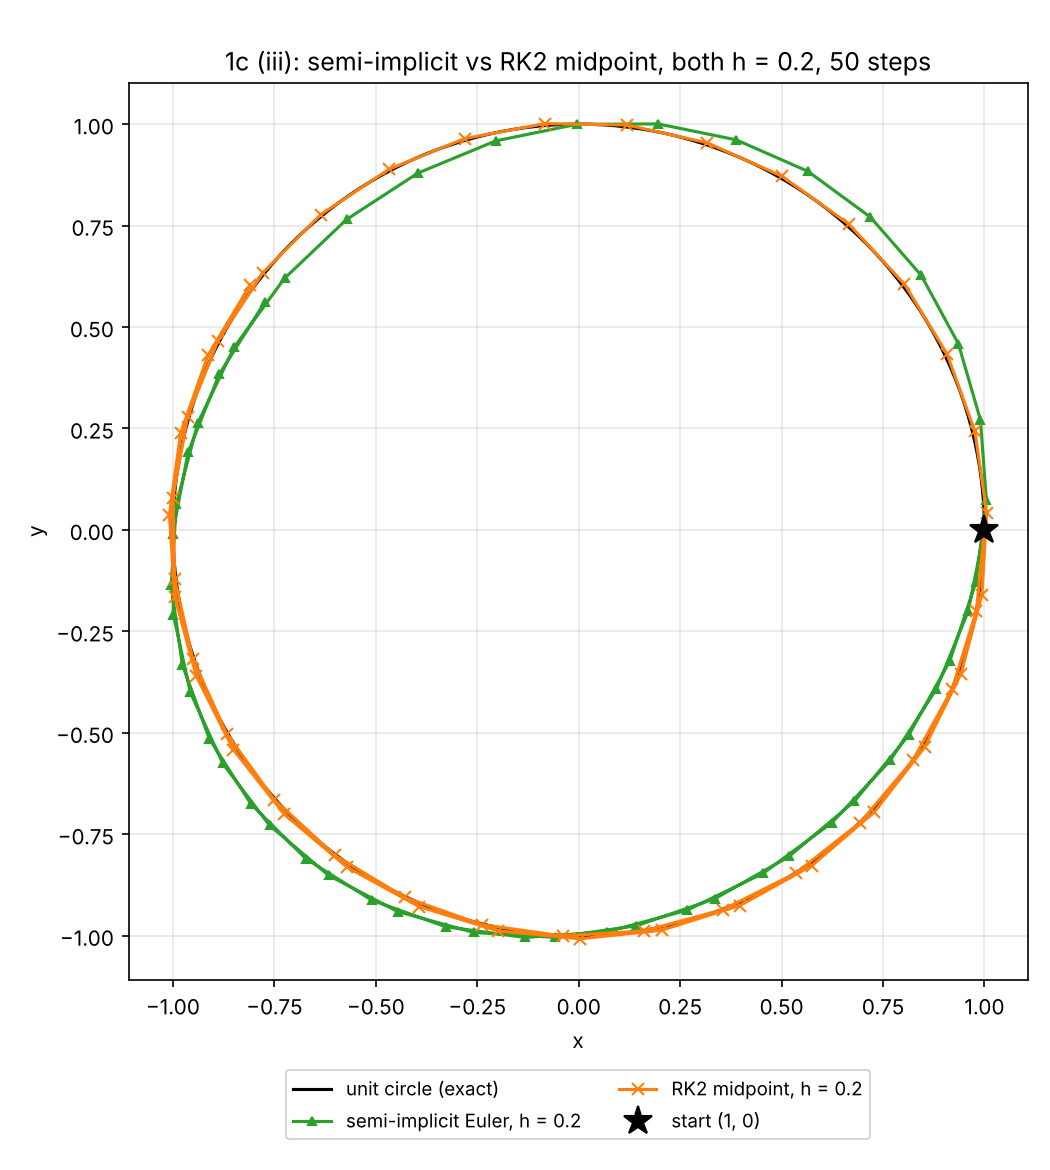 1c (iii): semi-implicit vs RK2 midpoint, both h = 0.2, 50 steps
1.00
0.75
0.50
0.25
0.00
−0.25
−0.50
−0.75
−1.00
y
−1.00 −0.75 −0.50 −0.25 0.00 0.25 0.50 0.75 1.00
x
unit circle (exact) RK2 midpoint, h = 0.2
semi-implicit Euler, h = 0.2 start (1, 0)